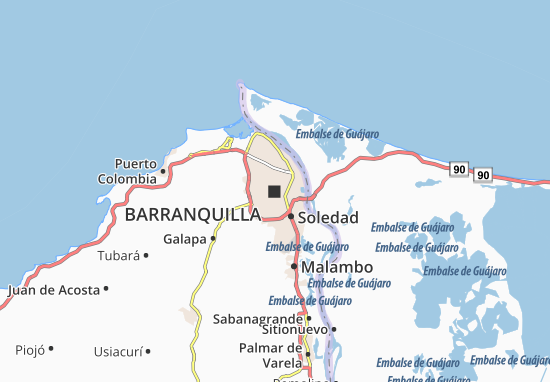 Embalse de Guájaro
90
90
Puerto
Colombia
BARRANQUILLA
Soledad
Embalse de Guájaro
Galapa
Embalse de Guájaro
Embalse de Guájaro
Tubará
Malambo
Embalse de Guájaro
Embalse de Guájaro
Juan de Acosta
Embalse de Guájaro
Sabanagrande
Sitionuevo
Piojó
Usiacurí
Palmar de
Varela
Embalse de Guájaro
Embalse de Guájaro
Embalse de Guájaro